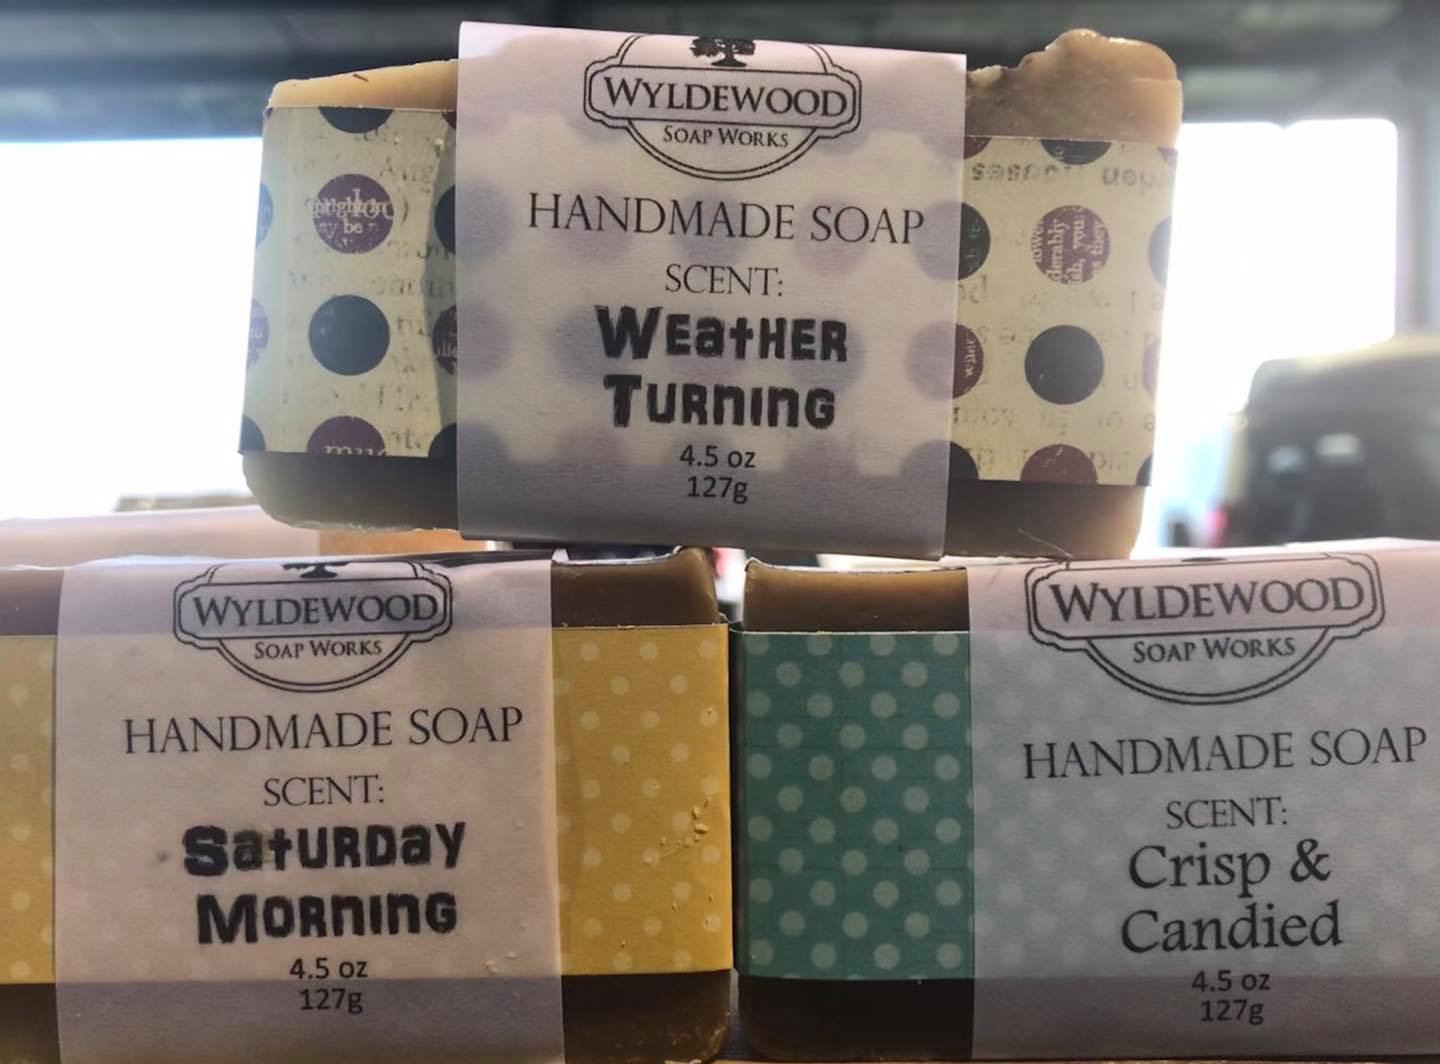 WYLDEWOOD
SOAP WORKS
HANDMADE SOAP
SCENT:
WEatHER
TURNING
4.5 oz
127g
WYLDEWOOD
SOAP WORKS
HANDMADE SOAP
SCENT:
SatURDay
MORNING
4.5 oz
127g
WYLDEWOOD
SOAP WORKS
HANDMADE SOAP
SCENT:
Crisp &
Candied
4.5 oz
127g